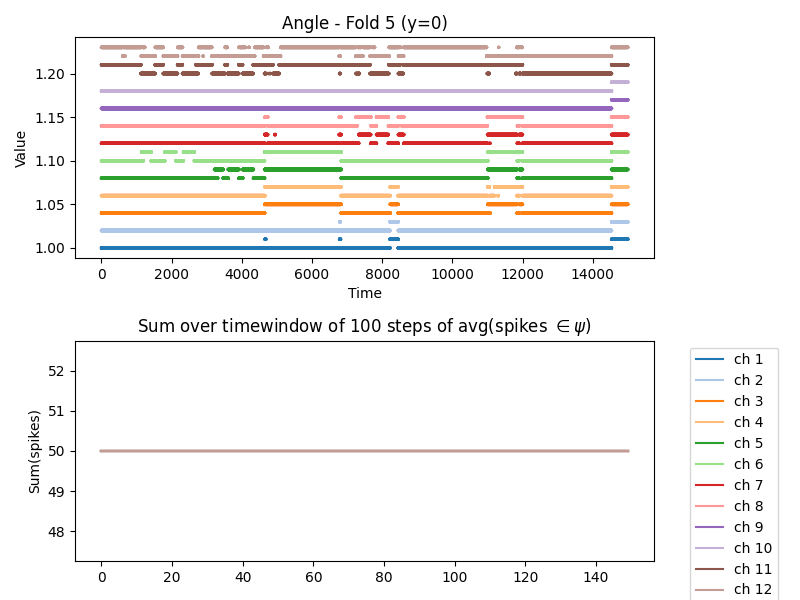 Angle - Fold 5 (y=0)
Value
1.20
1.15
1.10
1.05
1.00
0 2000 4000 6000 8000 10000 12000 14000
Time
Sum over timewindow of 100 steps of avg(spikes ∈ ψ)
Sum(spikes)
52
51
50
49
48
0 20 40 60 80 100 120 140
ch 1
ch 2
ch 3
ch 4
ch 5
ch 6
ch 7
ch 8
ch 9
ch 10
ch 11
ch 12